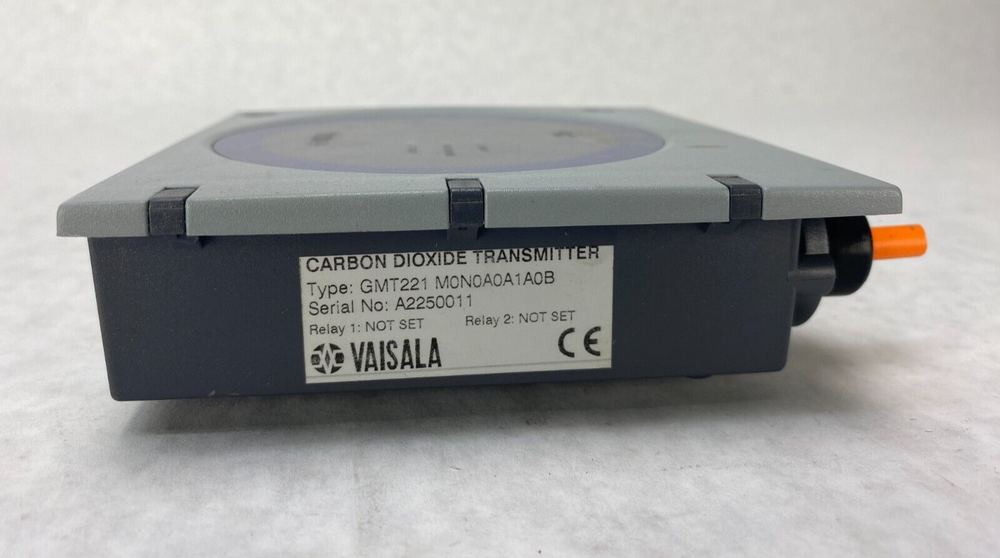 CARBON DIOXIDE TRANSMITTER
Type: GMT221 M0N0A0A1A0B
Serial No: A2250011
Relay 1: NOT SET Relay 2: NOT SET
VAISALA CE